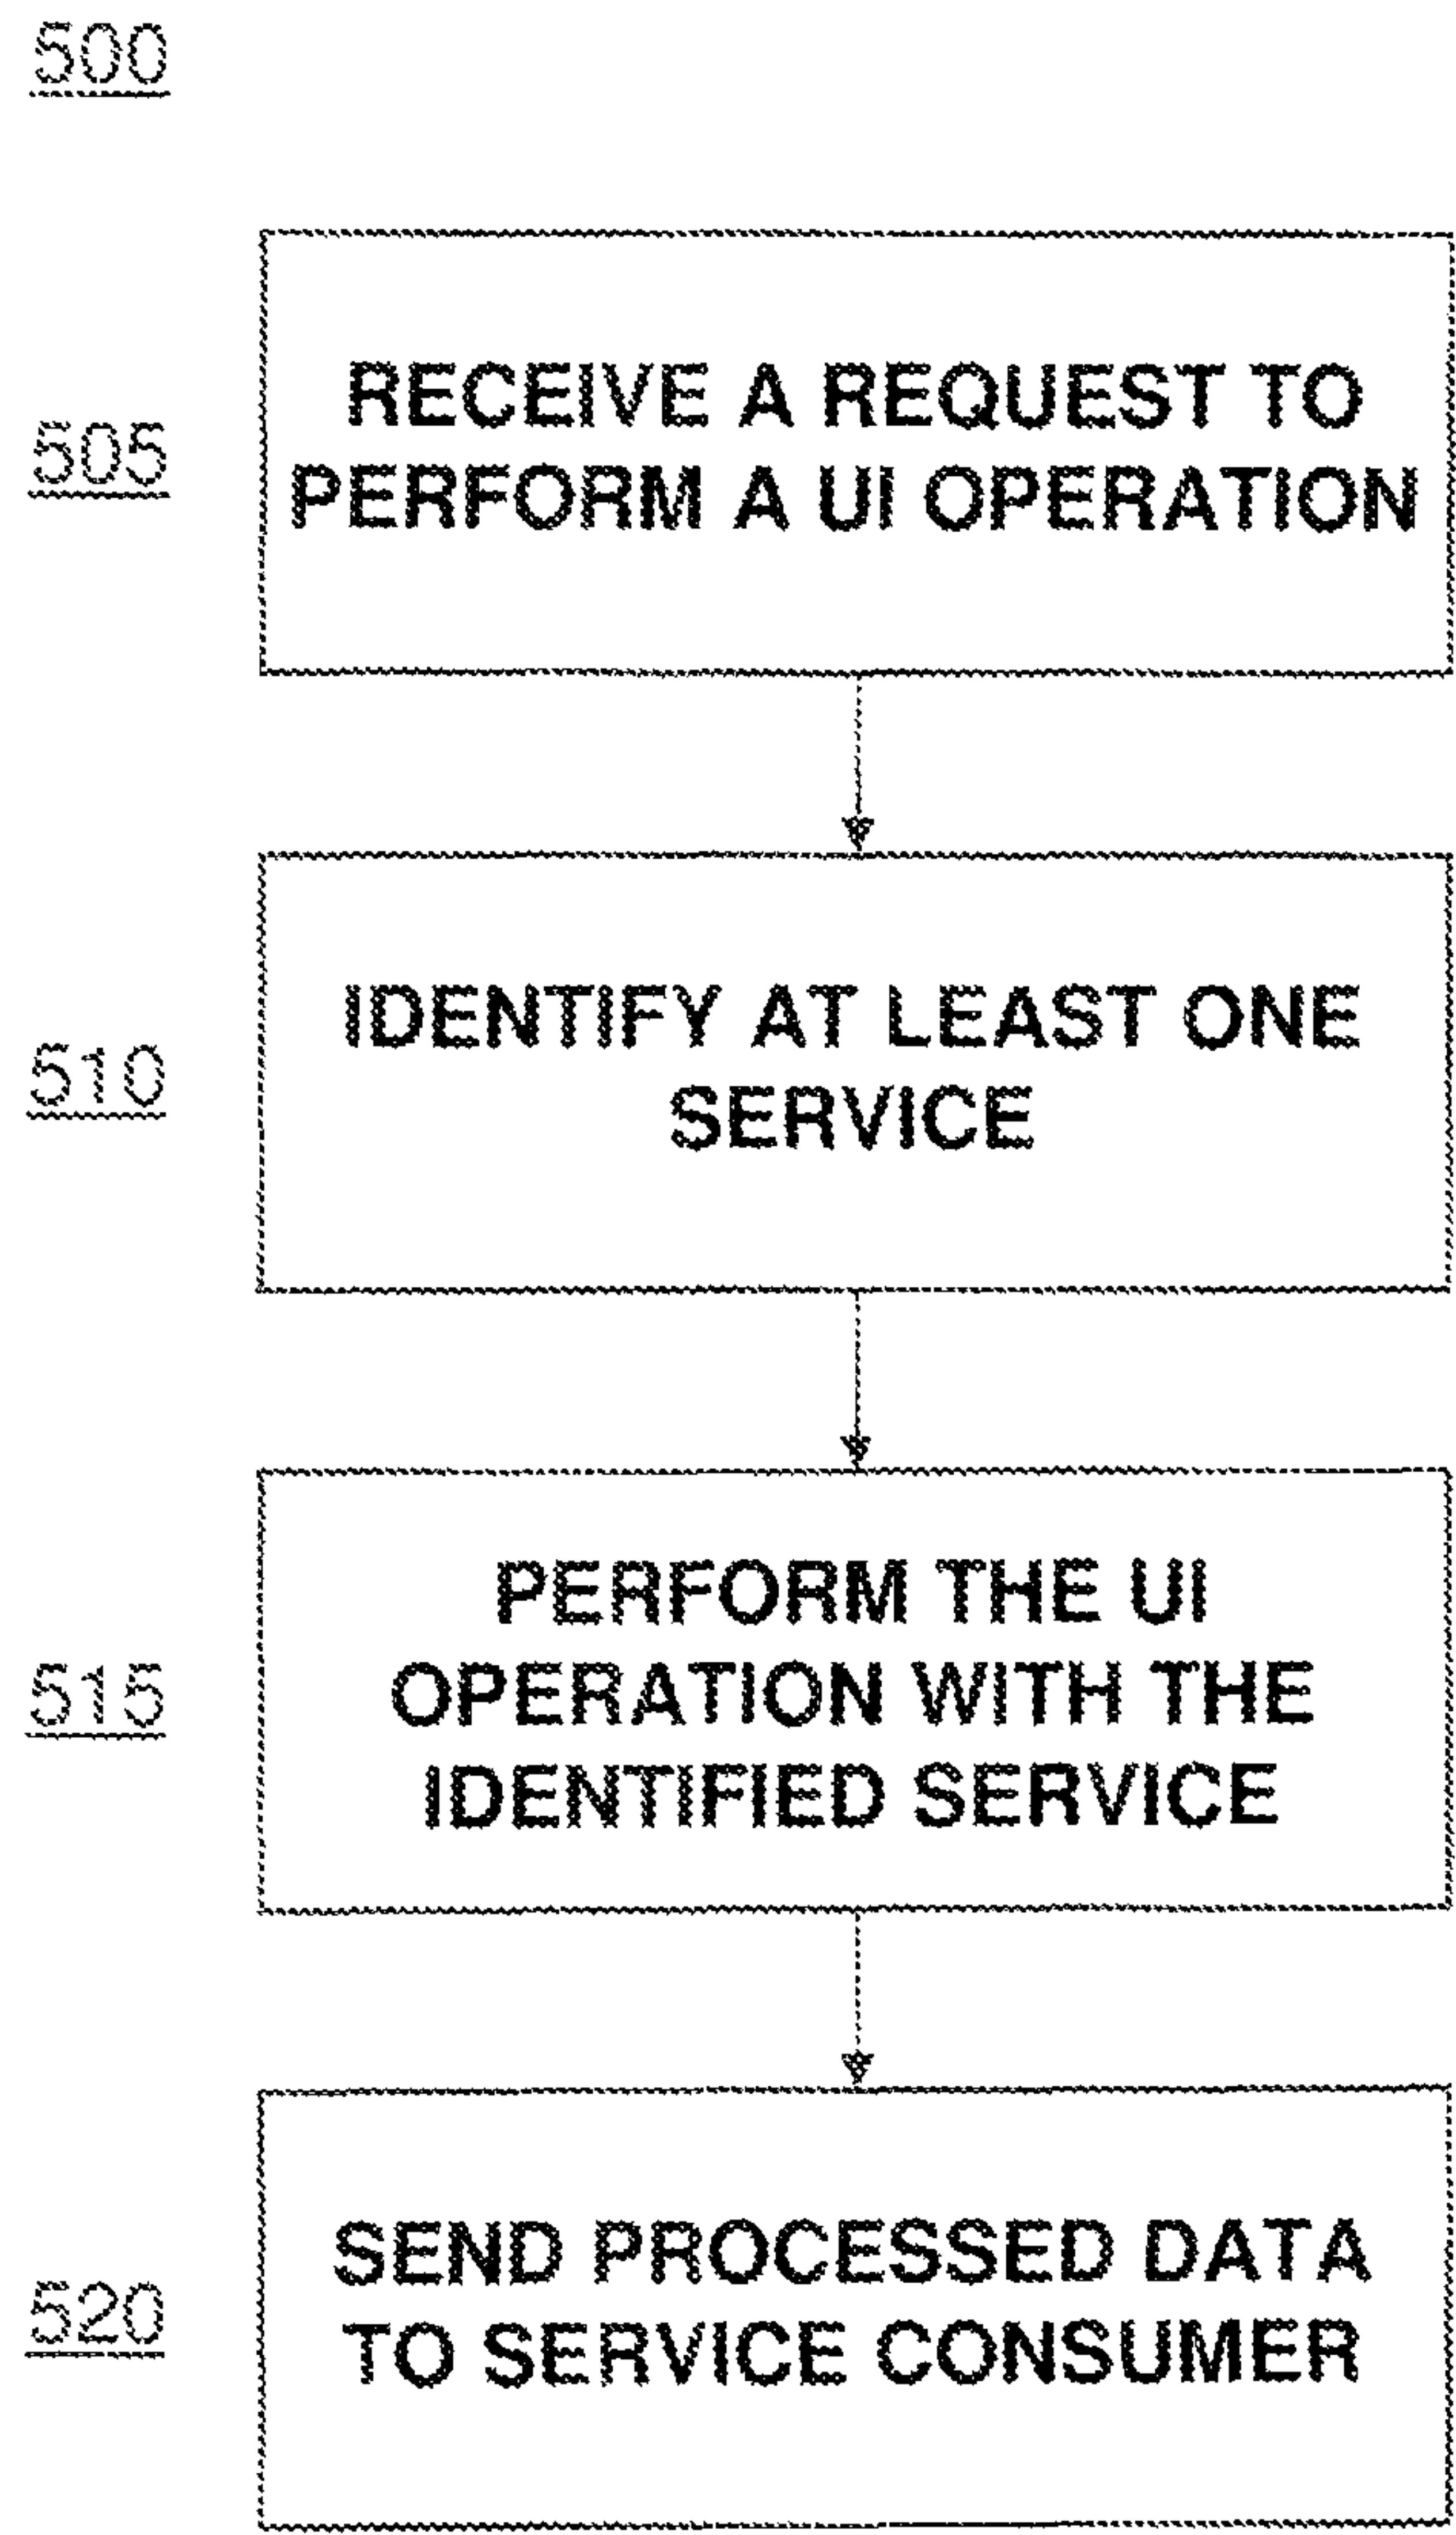 500
505
RECEIVE A REQUEST TO
PERFORM A UI OPERATION
510
IDENTIFY AT LEAST ONE
SERVICE
515
PERFORM THE UI
OPERATION WITH THE
IDENTIFIED SERVICE
520
SEND PROCESSED DATA
TO SERVICE CONSUMER